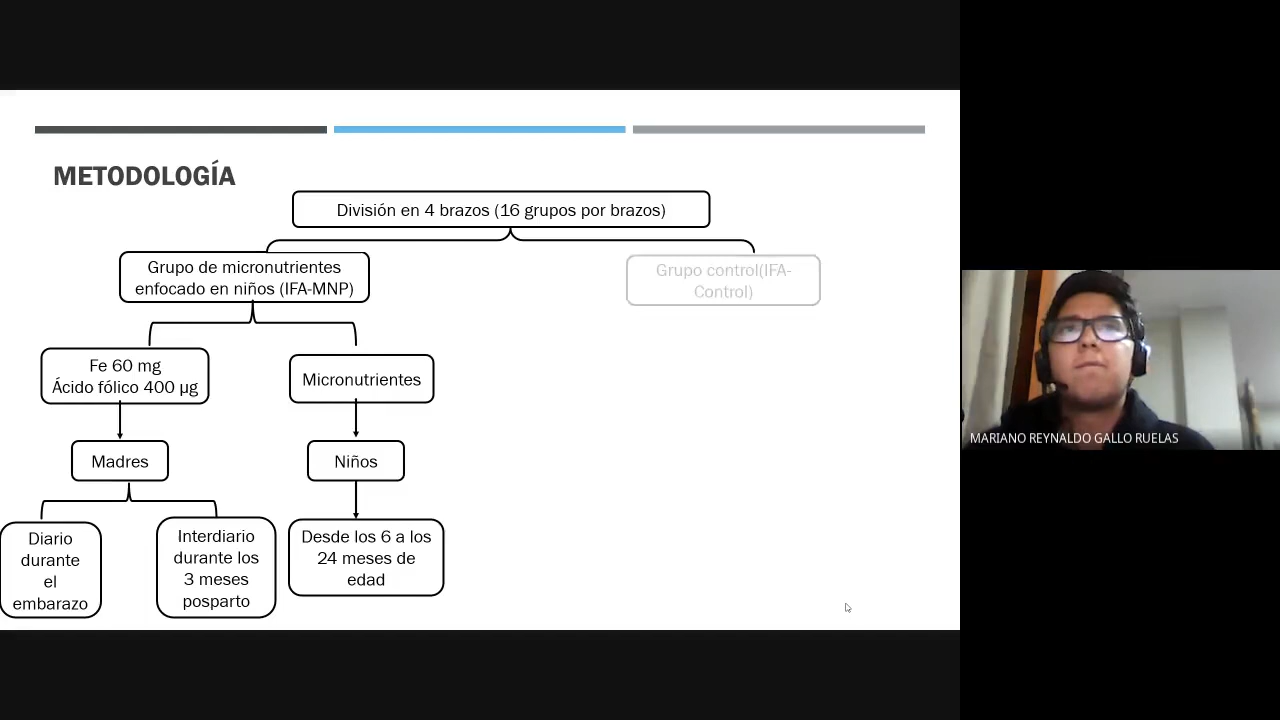 METODOLOGÍA
División en 4 brazos (16 grupos por brazos)
Grupo de micronutrientes
enfocado en niños (IFA-MNP)
Grupo control(IFA-
Control)
Fe 60 mg
Ácido fólico 400 µg
Micronutrientes
Madres
Niños
Diario
durante
el
embarazo
Interdiario
durante los
3 meses
posparto
Desde los 6 a los
24 meses de
edad
MARIANO REYNALDO GALLO RUELAS